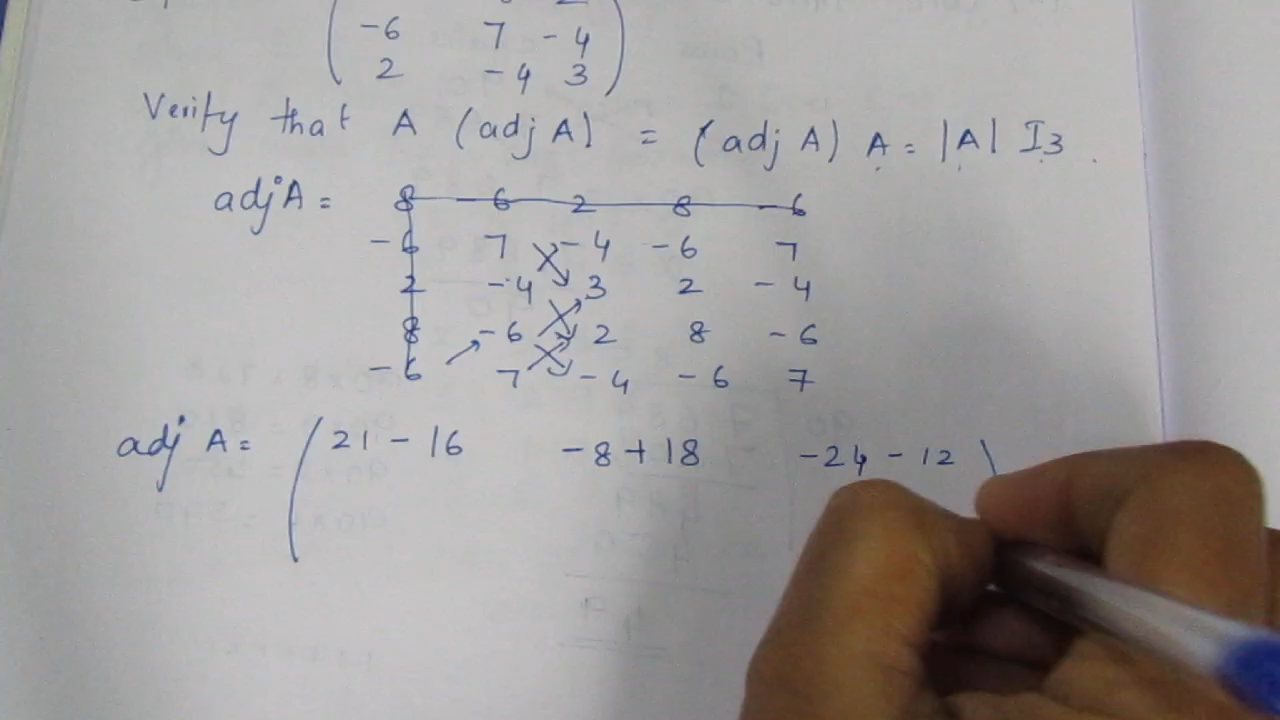 -6 7 -4
2 -4 3
Verify that A (adj A) = (adj A) A = |A| I3.
adj A = 8 -6 2 8 -6
-6 7 -4 -6 7
2 -4 3 2 -4
8 -6 2 8 -6
-6 7 -4 -6 7
adj A = ( 21 - 16 -8 + 18 -24 - 12